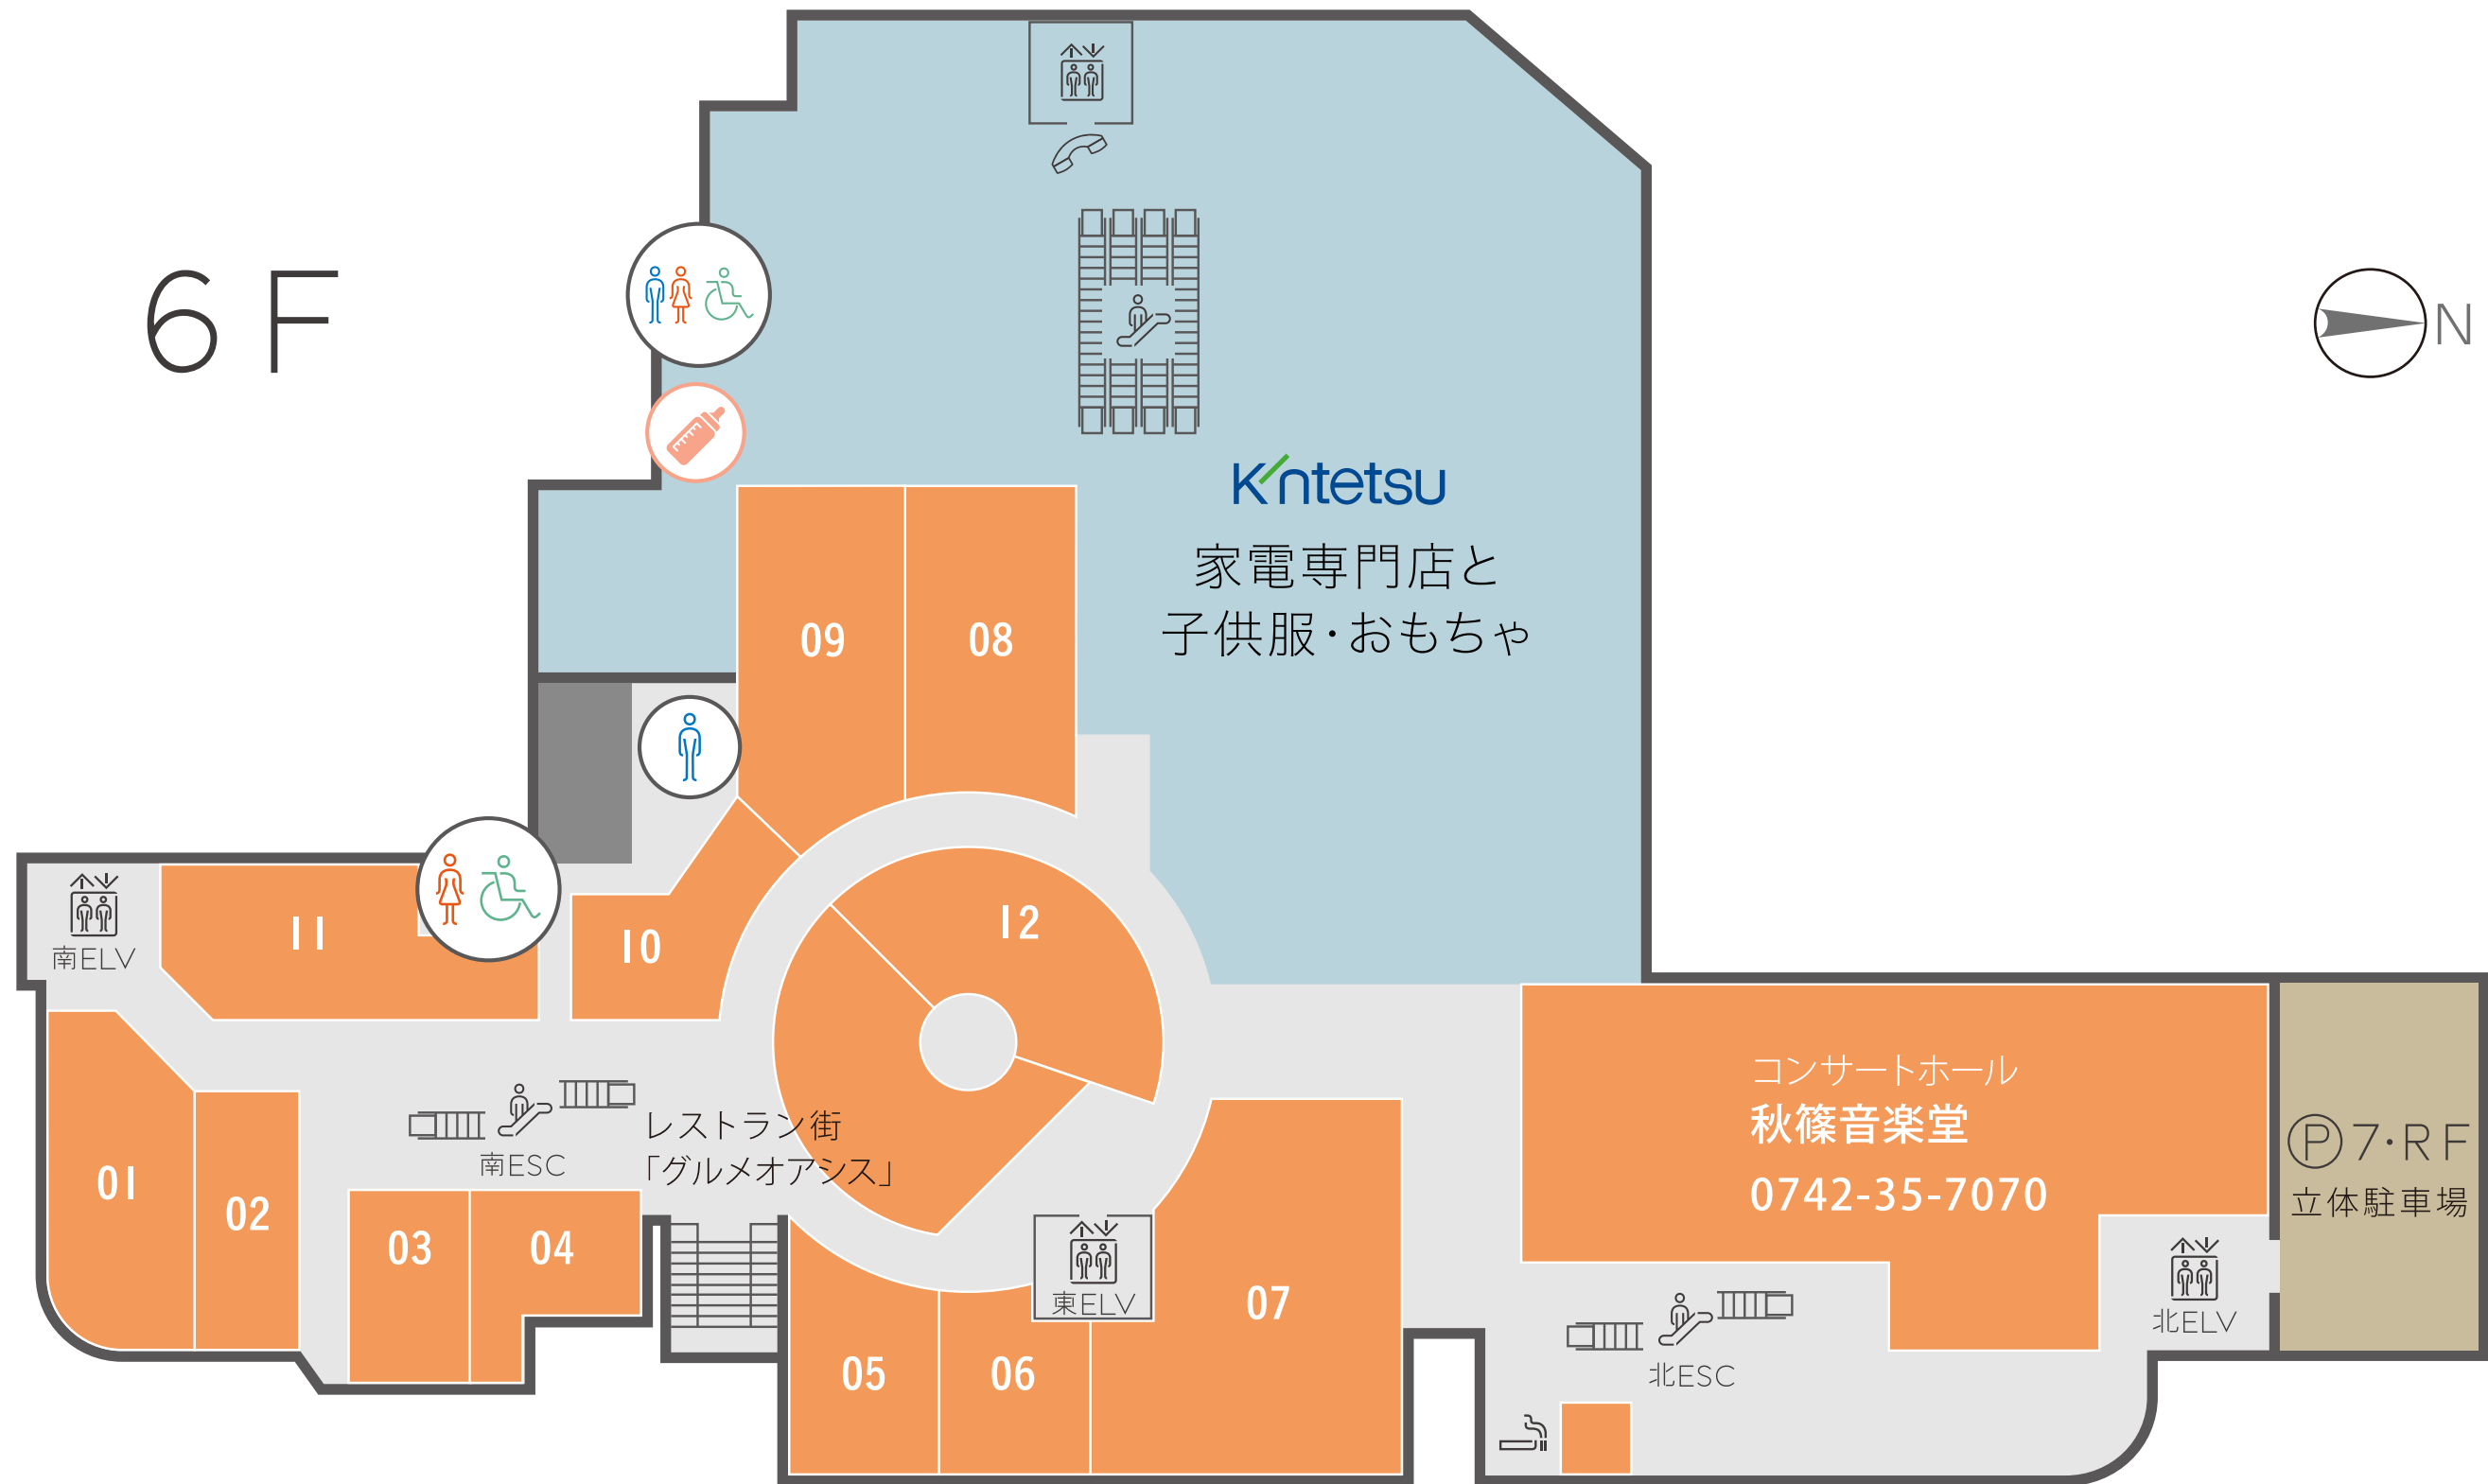 6F
N
Kintetsu
家電専門店と
子供服・おもちゃ
09
08
12
11
10
南ELV
レストラン街
「グルメオアシス」
南ESC
01
02
03
04
05
06
07
東ELV
コンサートホール
秋篠音楽堂
0742-35-7070
北ESC
北ELV
Ⓟ7・RF
立体駐車場